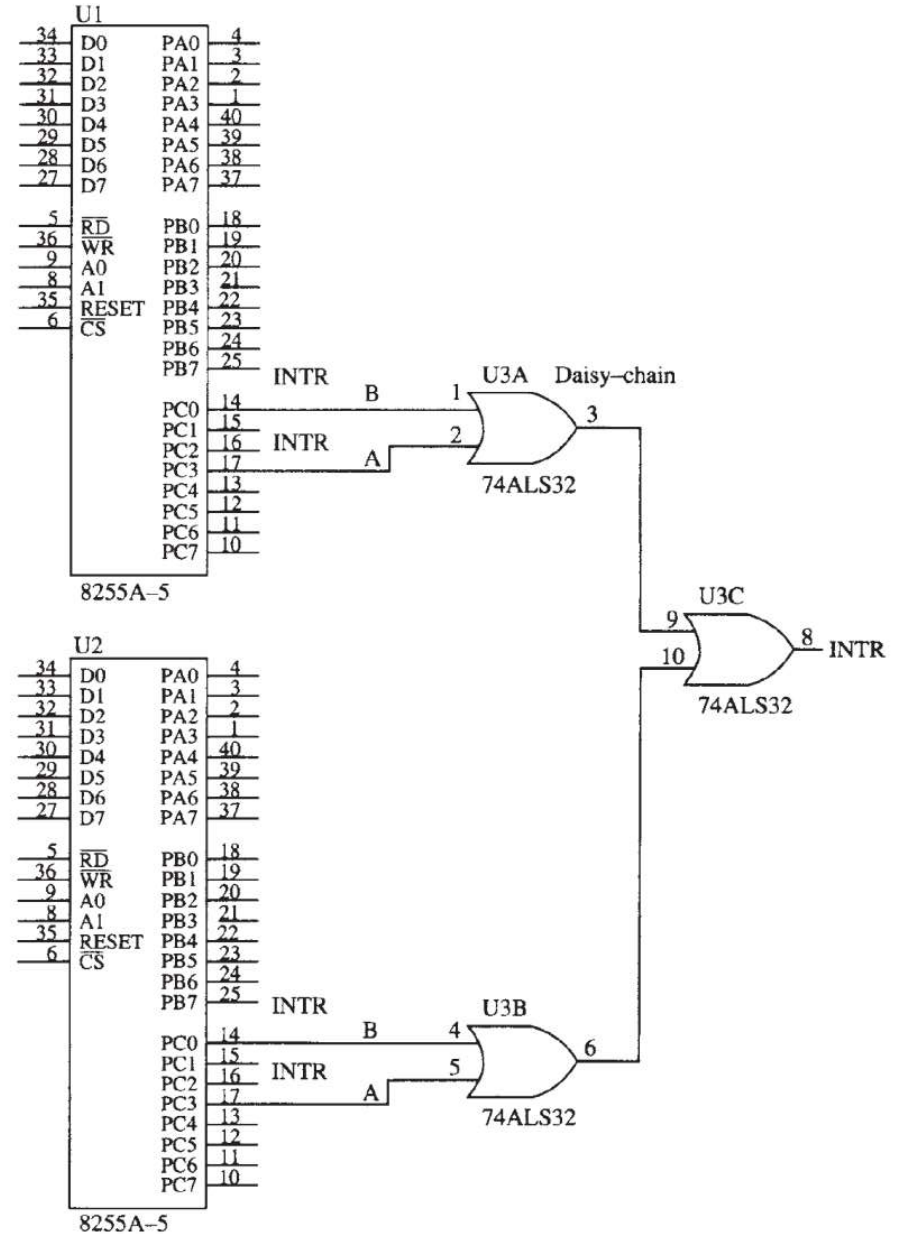 U1
34 D0 PA0 4
33 D1 PA1 3
32 D2 PA2 2
31 D3 PA3 1
30 D4 PA4 40
29 D5 PA5 39
28 D6 PA6 38
27 D7 PA7 37
5 RD PB0 18
36 WR PB1 19
9 A0 PB2 20
8 A1 PB3 21
35 RESET PB4 22
6 CS PB5 23
PB6 24
PB7 25
INTR
PC0 14 B 1
PC1 15
PC2 16 INTR
PC3 17 A 2
PC4 13
PC5 12
PC6 11
PC7 10
8255A–5
U3A Daisy–chain
3
74ALS32
U3C
9
10
8 INTR
74ALS32
U2
34 D0 PA0 4
33 D1 PA1 3
32 D2 PA2 2
31 D3 PA3 1
30 D4 PA4 40
29 D5 PA5 39
28 D6 PA6 38
27 D7 PA7 37
5 RD PB0 18
36 WR PB1 19
9 A0 PB2 20
8 A1 PB3 21
35 RESET PB4 22
6 CS PB5 23
PB6 24
PB7 25
INTR
PC0 14 B 4
PC1 15
PC2 16 INTR
PC3 17 A 5
PC4 13
PC5 12
PC6 11
PC7 10
8255A–5
U3B
6
74ALS32